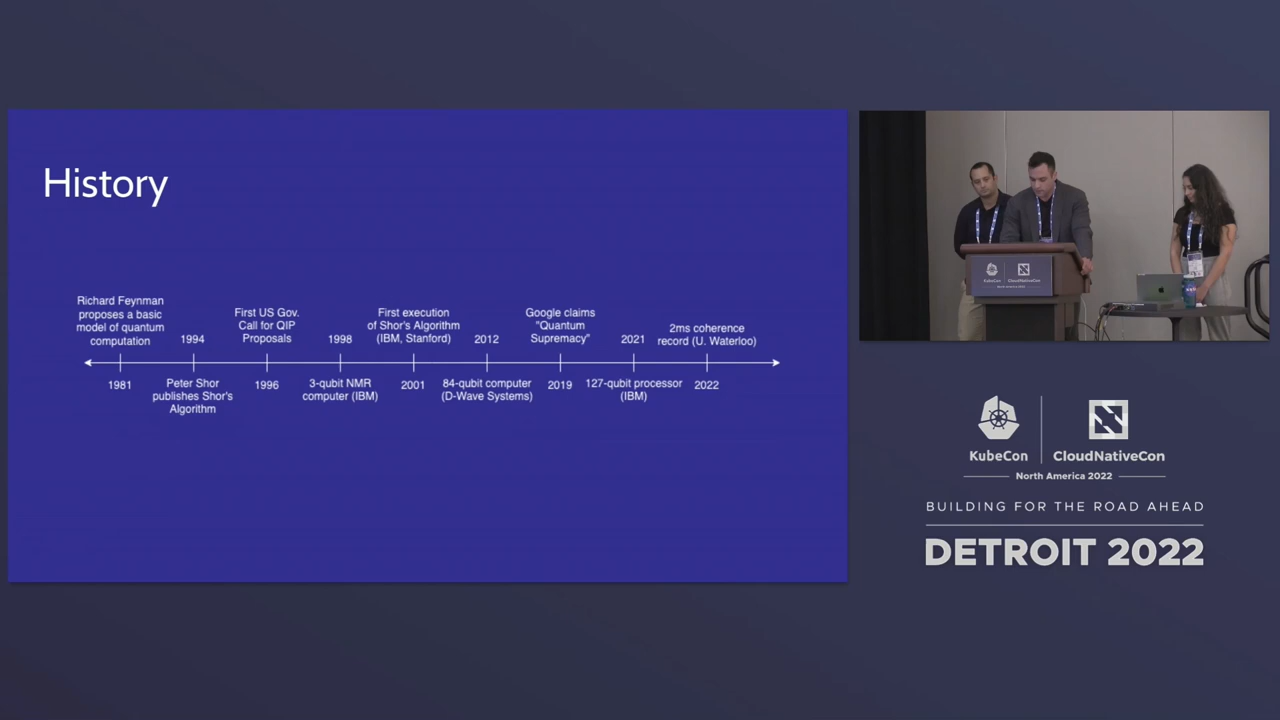 History
Richard Feynman
proposes a basic
model of quantum
computation
1981
1994
Peter Shor
publishes Shor's
Algorithm
First US Gov.
Call for QIP
Proposals
1996
1998
3-qubit NMR
computer (IBM)
First execution
of Shor's Algorithm
(IBM, Stanford)
2001
2012
84-qubit computer
(D-Wave Systems)
Google claims
"Quantum
Supremacy"
2019
2021
127-qubit processor
(IBM)
2ms coherence
record (U. Waterloo)
2022
KubeCon
CloudNativeCon
KubeCon
CloudNativeCon
North America 2022
BUILDING FOR THE ROAD AHEAD
DETROIT 2022